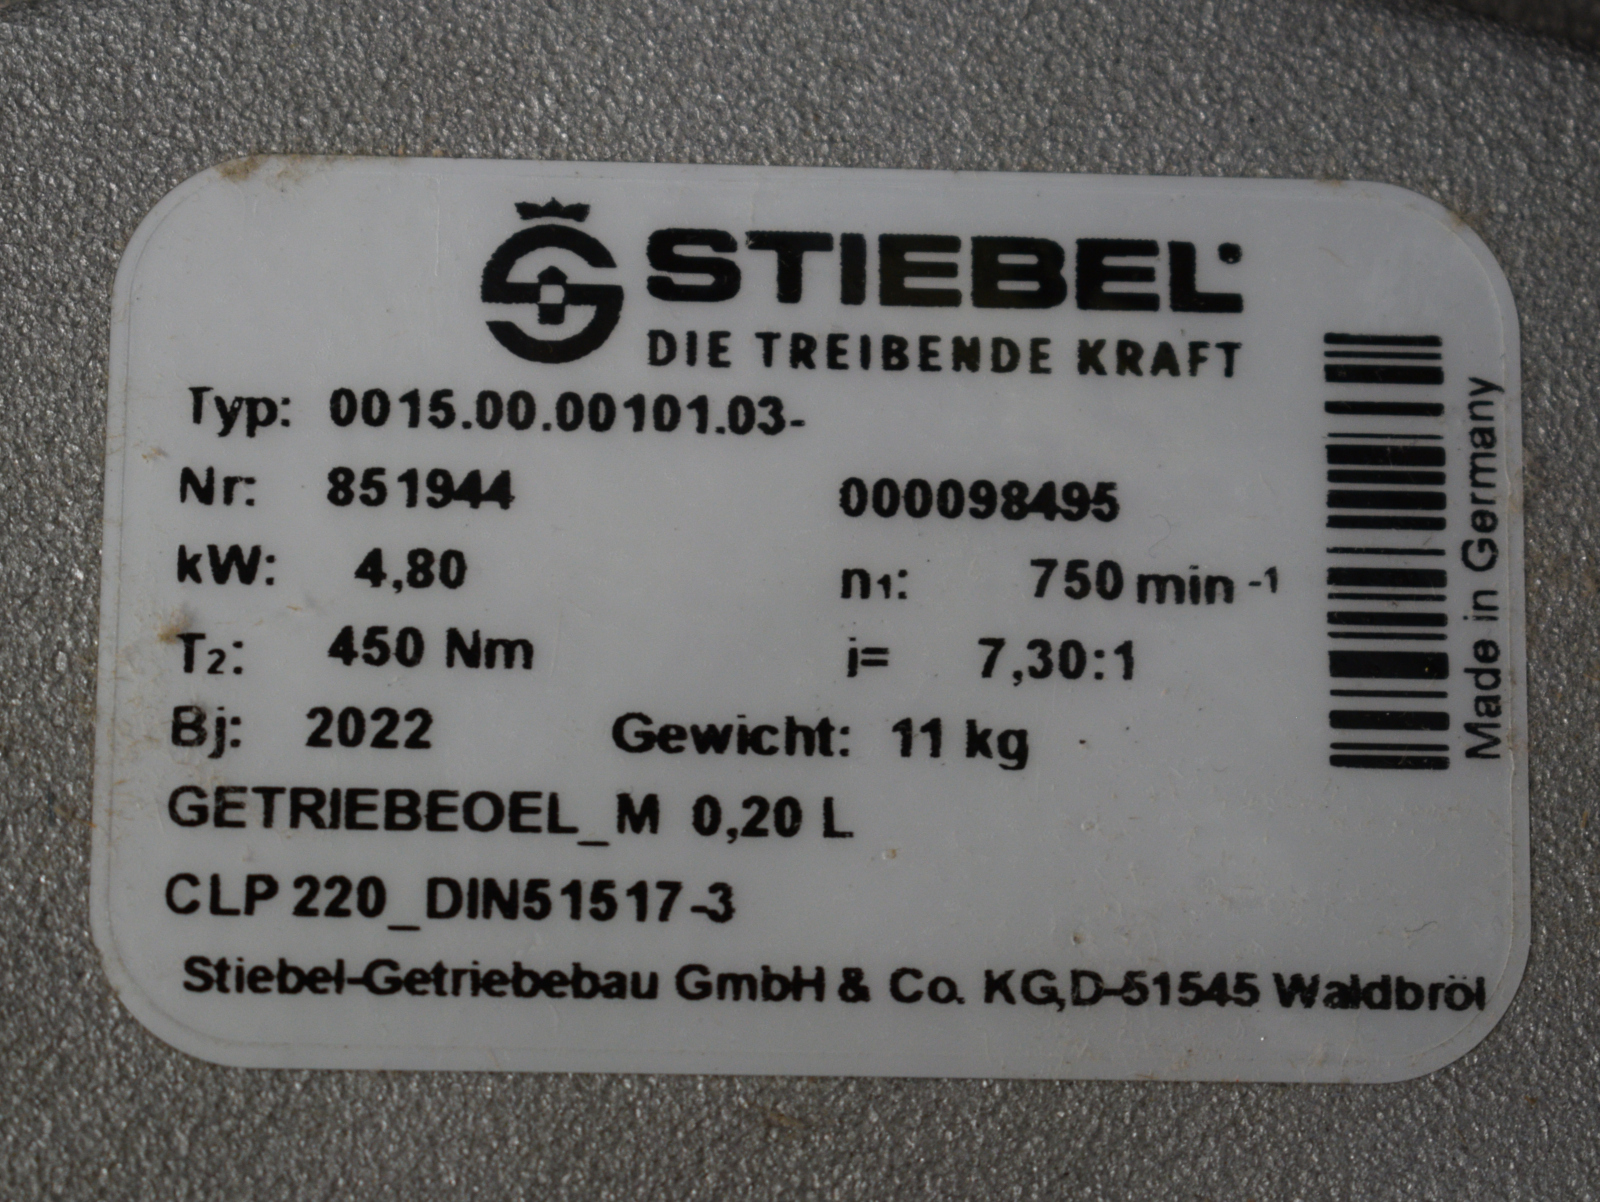 STIEBEL
DIE TREIBENDE KRAFT
Typ: 0015.00.00101.03-
Nr: 851944 000098495
kW: 4,80 n1: 750 min -1
T2: 450 Nm i= 7,30:1
Bj: 2022 Gewicht: 11 kg
GETRIEBEOEL_M 0,20 L
CLP 220_DIN51517-3
Stiebel-Getriebebau GmbH & Co. KG,D-51545 Waldbröl
Made in Germany